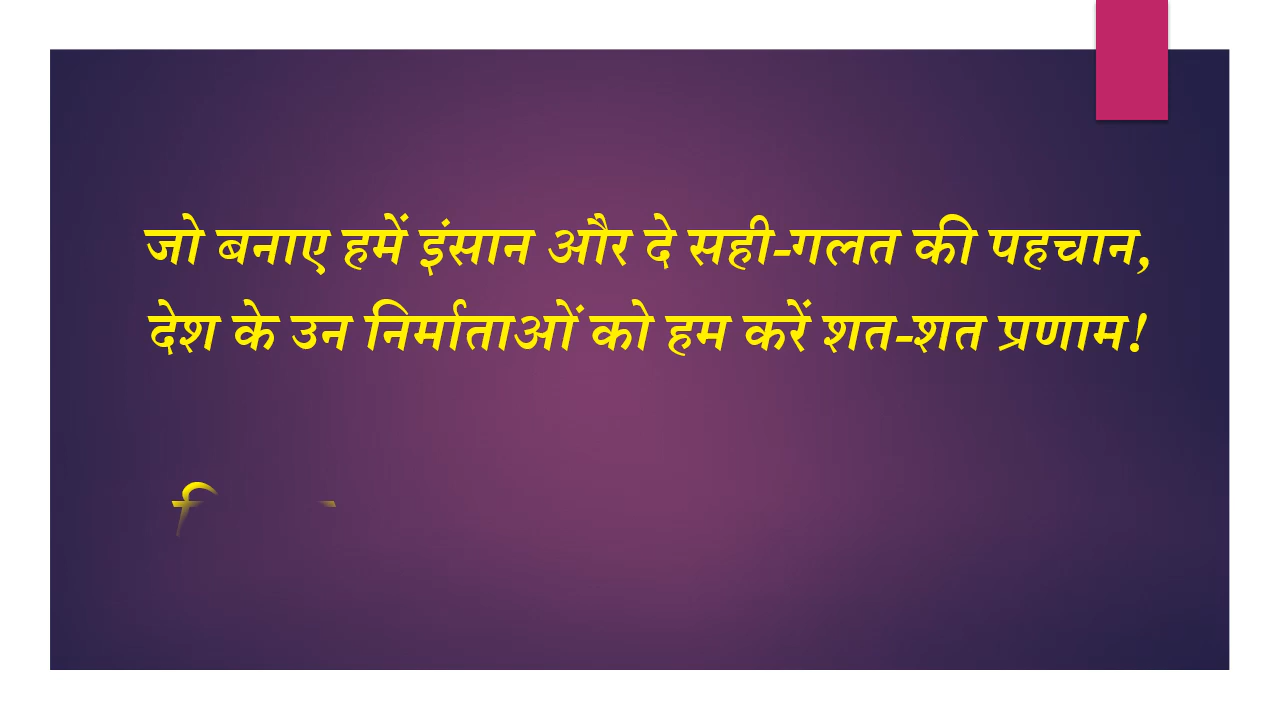 जो बनाए हमें इंसान और दे सही-गलत की पहचान,
देश के उन निर्माताओं को हम करें शत-शत प्रणाम!